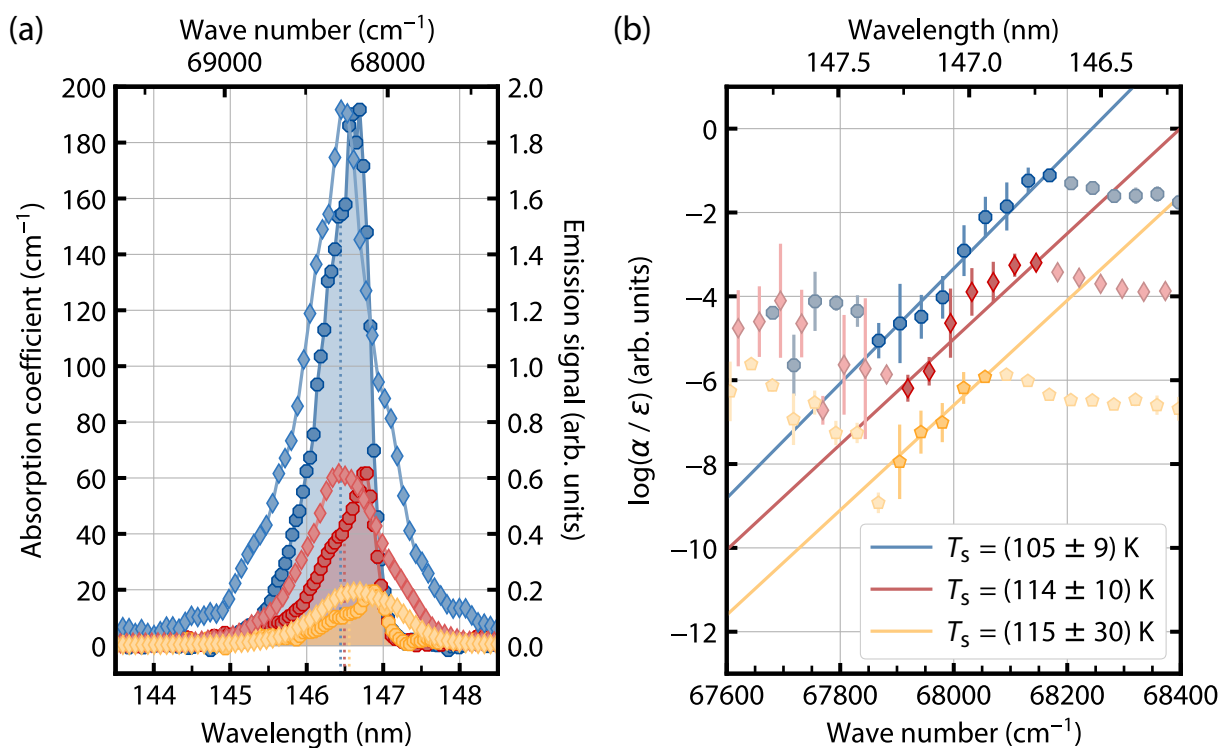 (a)
Wave number (cm⁻¹)
69000 68000
Absorption coefficient (cm⁻¹)
200
180
160
140
120
100
80
60
40
20
0
2.0
1.8
1.6
1.4
1.2
1.0
0.8
0.6
0.4
0.2
0.0
Emission signal (arb. units)
144 145 146 147 148
Wavelength (nm)
(b)
Wavelength (nm)
147.5 147.0 146.5
log(α / ε) (arb. units)
0
−2
−4
−6
−8
−10
−12
Tₛ = (105 ± 9) K
Tₛ = (114 ± 10) K
Tₛ = (115 ± 30) K
67600 67800 68000 68200 68400
Wave number (cm⁻¹)